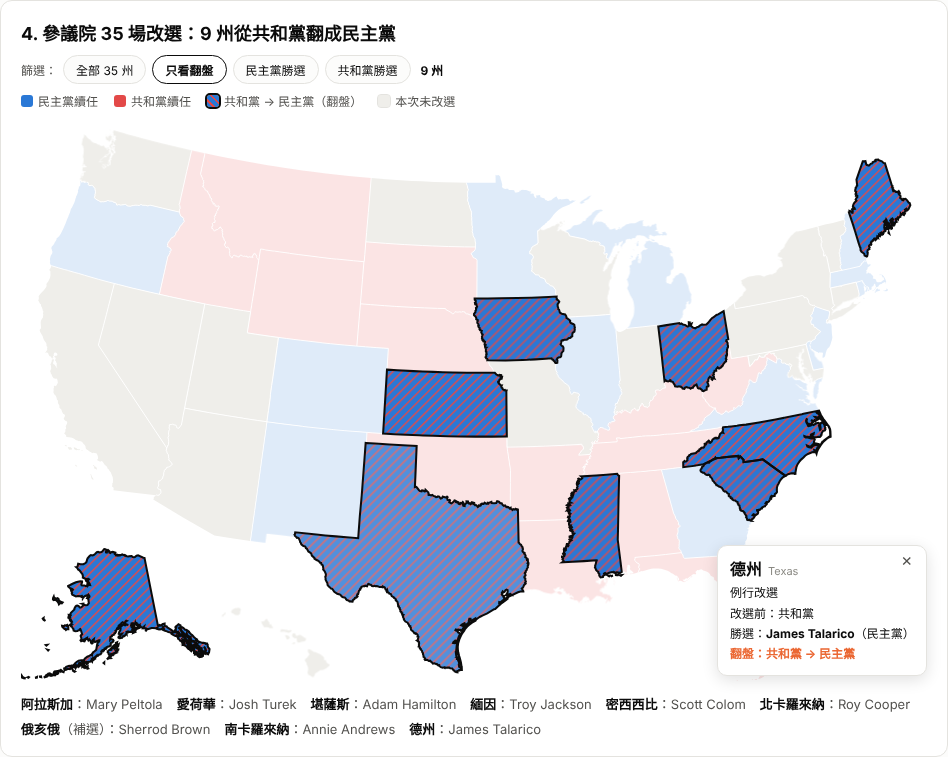 4. 參議院 35 場改選：9 州從共和黨翻成民主黨
篩選： 全部 35 州 只看翻盤 民主黨勝選 共和黨勝選 9 州
民主黨續任 共和黨續任 共和黨 → 民主黨（翻盤） 本次未改選
德州 Texas ×
例行改選
改選前：共和黨
勝選：James Talarico（民主黨）
翻盤：共和黨 → 民主黨
阿拉斯加：Mary Peltola 愛荷華：Josh Turek 堪薩斯：Adam Hamilton 緬因：Troy Jackson 密西西比：Scott Colom 北卡羅來納：Roy Cooper
俄亥俄（補選）：Sherrod Brown 南卡羅來納：Annie Andrews 德州：James Talarico